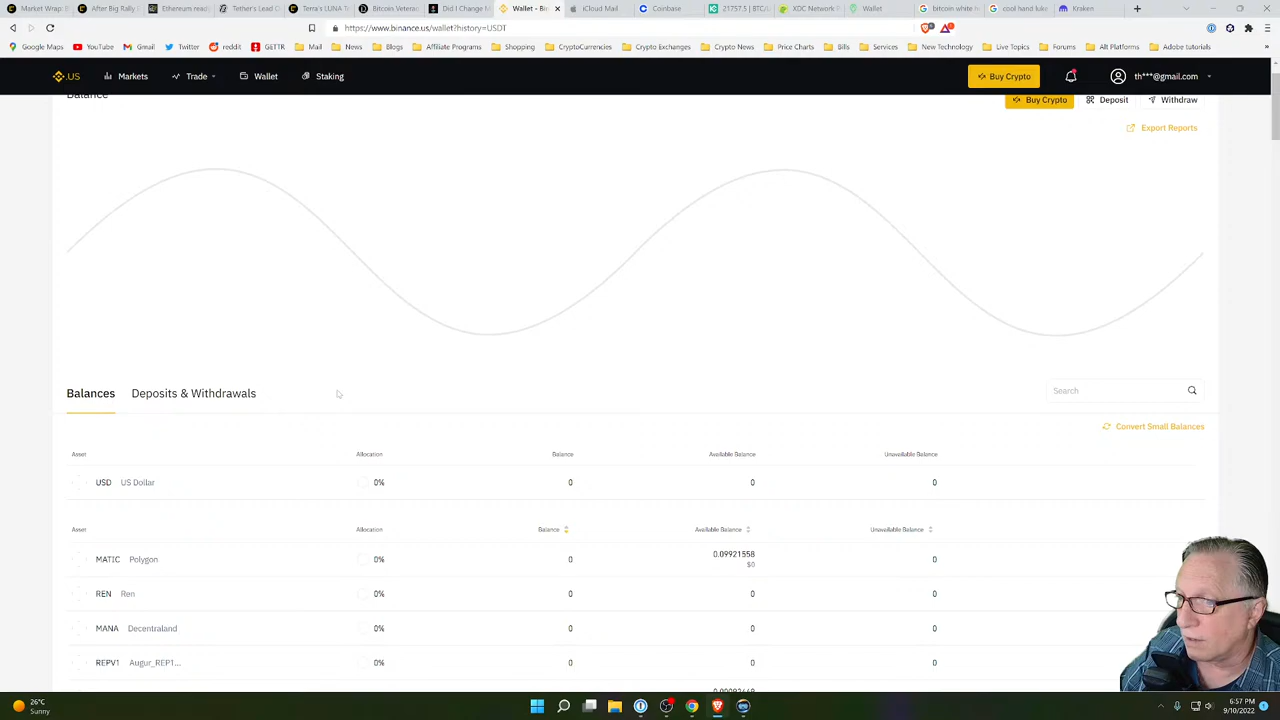 Market Wrap: B
After Big Rally
Ethereum reads
Tether's Lead D
Terra's LUNA T
Bitcoin Veteran
Did I Change M
Wallet - Bin
iCloud Mail
Coinbase
21757.5 | BTC/
XDC Network P
Wallet
bitcoin white
cool hand luke
Kraken
https://www.binance.us/wallet?history=USDT
Google Maps
YouTube
Gmail
Twitter
reddit
GETTR
Mail
News
Blogs
Affiliate Programs
Shopping
CryptoCurrencies
Crypto Exchanges
Crypto News
Price Charts
Bills
Services
New Technology
Live Topics
Forums
Alt Platforms
Adobe tutorials
.US
Markets
Trade
Wallet
Staking
Buy Crypto
th***@gmail.com
Balance
Buy Crypto
Deposit
Withdraw
Export Reports
Balances
Deposits & Withdrawals
Search
Convert Small Balances
Asset Allocation Balance Available Balance Unavailable Balance
USD US Dollar 0% 0 0 0
Asset Allocation Balance Available Balance Unavailable Balance
MATIC Polygon 0% 0 0.09921558 0
$0
REN Ren 0% 0 0 0
MANA Decentraland 0% 0 0 0
REPV1 Augur_REP1... 0% 0 0 0
26°C
Sunny
6:57 PM
9/10/2022